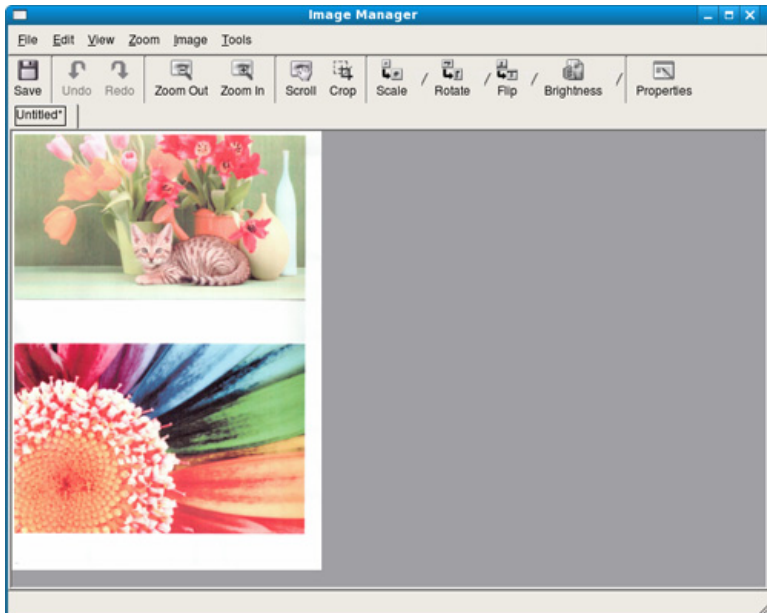 Image Manager
File Edit View Zoom Image Tools
Save Undo Redo Zoom Out Zoom In Scroll Crop Scale / Rotate / Flip / Brightness / Properties
Untitled*